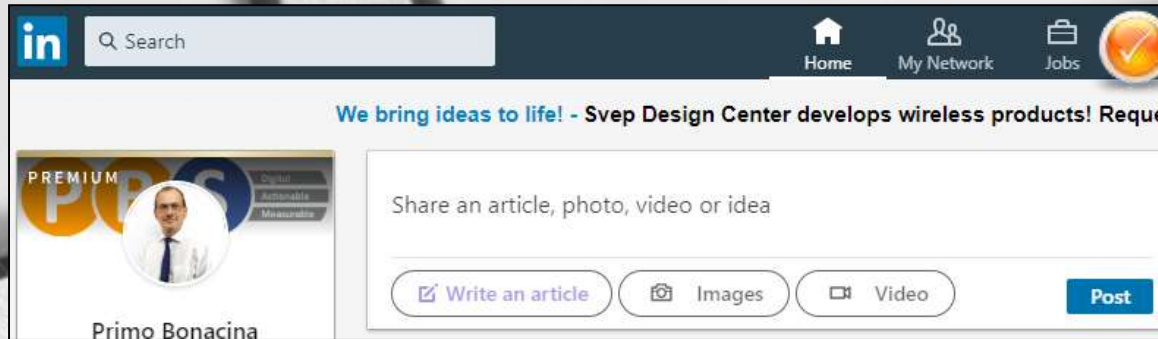 in
Search
Home
My Network
Jobs
We bring ideas to life! - Svep Design Center develops wireless products! Reque
PREMIUM
PBS
Digital
Actionable
Measurable
Share an article, photo, video or idea
Write an article
Images
Video
Post
Primo Bonacina